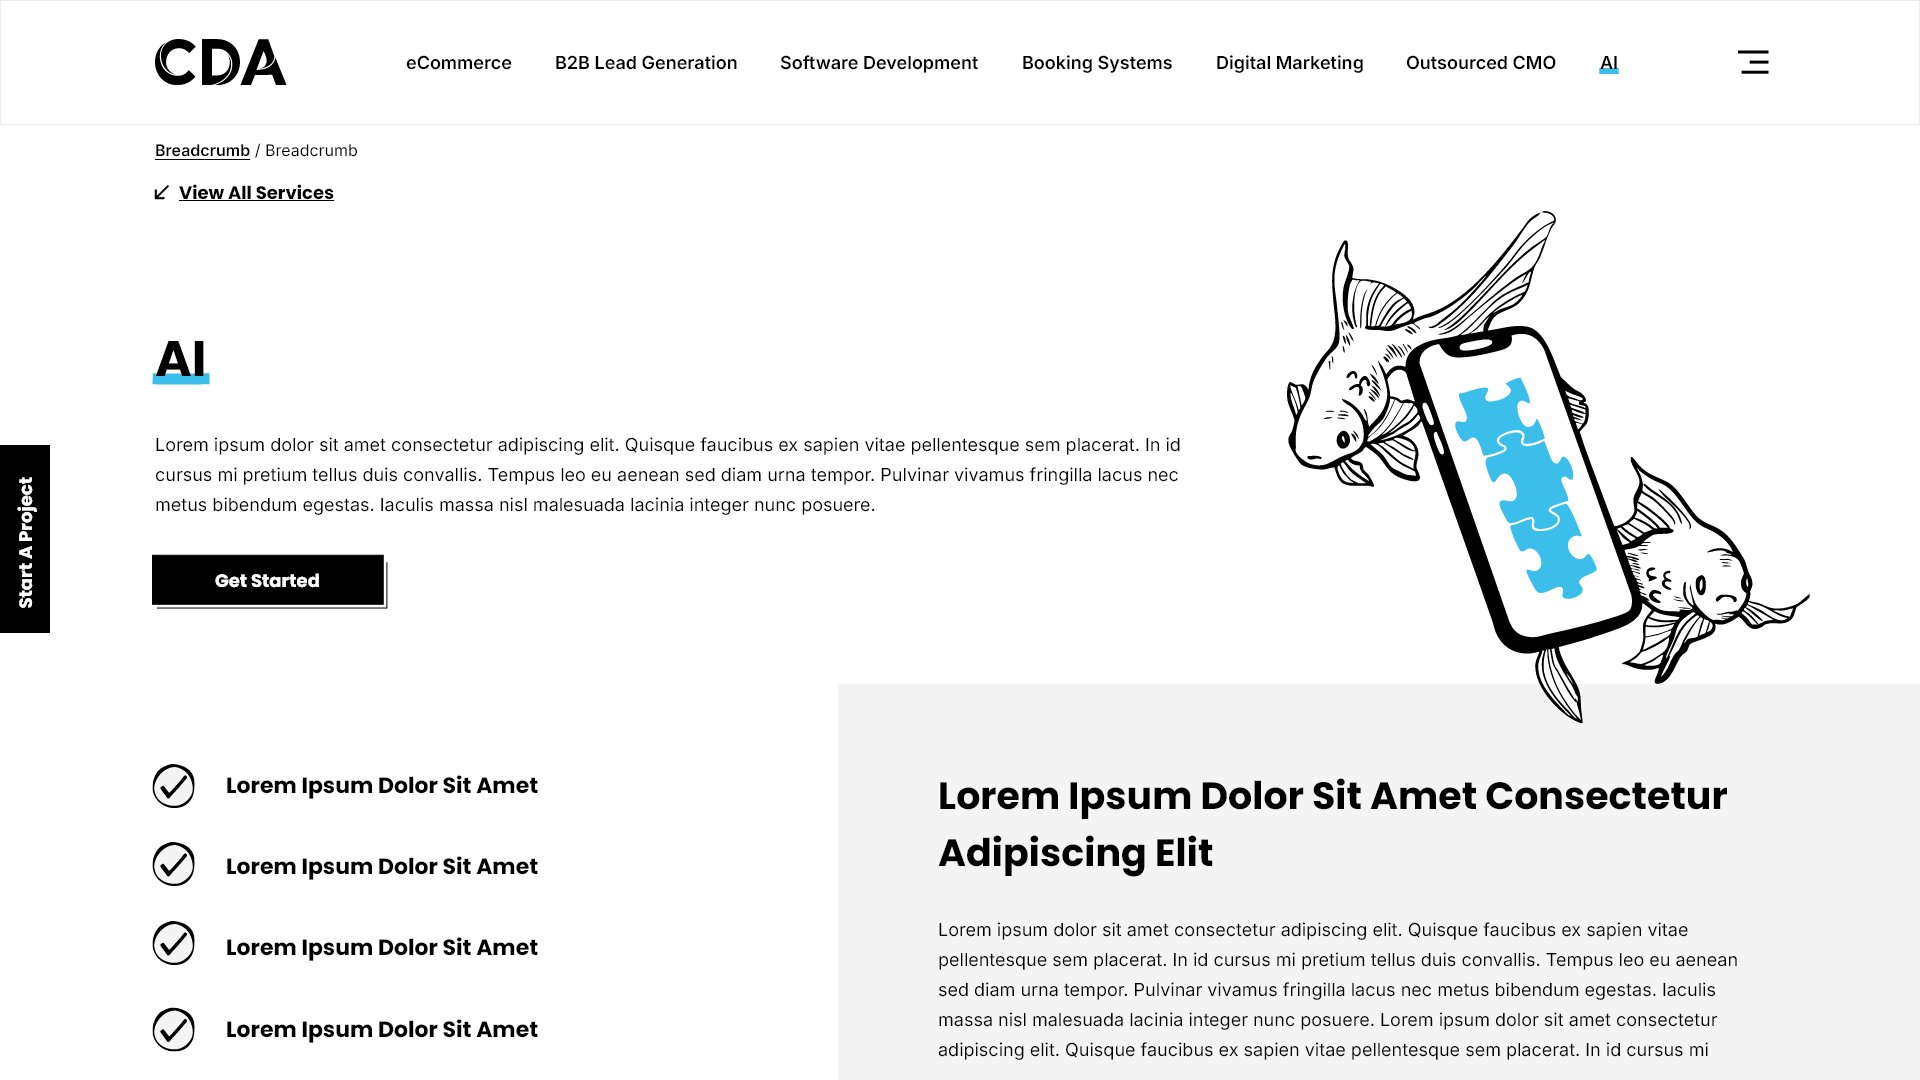 CDA
eCommerce
B2B Lead Generation
Software Development
Booking Systems
Digital Marketing
Outsourced CMO
AI
Breadcrumb / Breadcrumb
View All Services
AI
Lorem ipsum dolor sit amet consectetur adipiscing elit. Quisque faucibus ex sapien vitae pellentesque sem placerat. In id
cursus mi pretium tellus duis convallis. Tempus leo eu aenean sed diam urna tempor. Pulvinar vivamus fringilla lacus nec
metus bibendum egestas. Iaculis massa nisl malesuada lacinia integer nunc posuere.
Get Started
Start A Project
Lorem Ipsum Dolor Sit Amet
Lorem Ipsum Dolor Sit Amet
Lorem Ipsum Dolor Sit Amet
Lorem Ipsum Dolor Sit Amet
Lorem Ipsum Dolor Sit Amet Consectetur
Adipiscing Elit
Lorem ipsum dolor sit amet consectetur adipiscing elit. Quisque faucibus ex sapien vitae
pellentesque sem placerat. In id cursus mi pretium tellus duis convallis. Tempus leo eu aenean
sed diam urna tempor. Pulvinar vivamus fringilla lacus nec metus bibendum egestas. Iaculis
massa nisl malesuada lacinia integer nunc posuere. Lorem ipsum dolor sit amet consectetur
adipiscing elit. Quisque faucibus ex sapien vitae pellentesque sem placerat. In id cursus mi